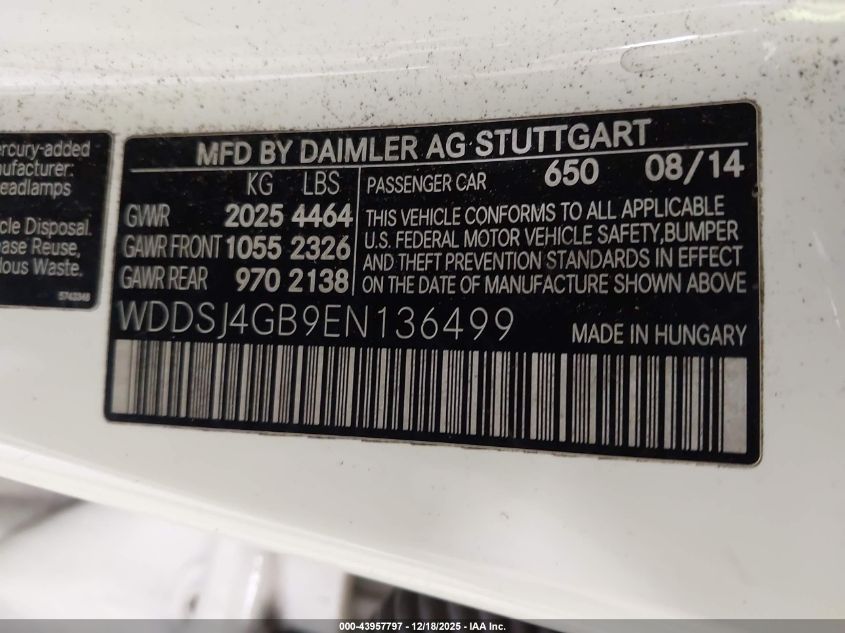 ercury-added
nufacturer:
eadlamps
cle Disposal.
ase Reuse,
lous Waste.
MFD BY DAIMLER AG STUTTGART
KG LBS
GVWR 2025 4464
GAWR FRONT 1055 2326
GAWR REAR 970 2138
PASSENGER CAR 650 08/14
THIS VEHICLE CONFORMS TO ALL APPLICABLE
U.S. FEDERAL MOTOR VEHICLE SAFETY,BUMPER
AND THEFT PREVENTION STANDARDS IN EFFECT
ON THE DATE OF MANUFACTURE SHOWN ABOVE
WDDSJ4GB9EN136499
MADE IN HUNGARY
000-43957797 - 12/18/2025 - IAA Inc.